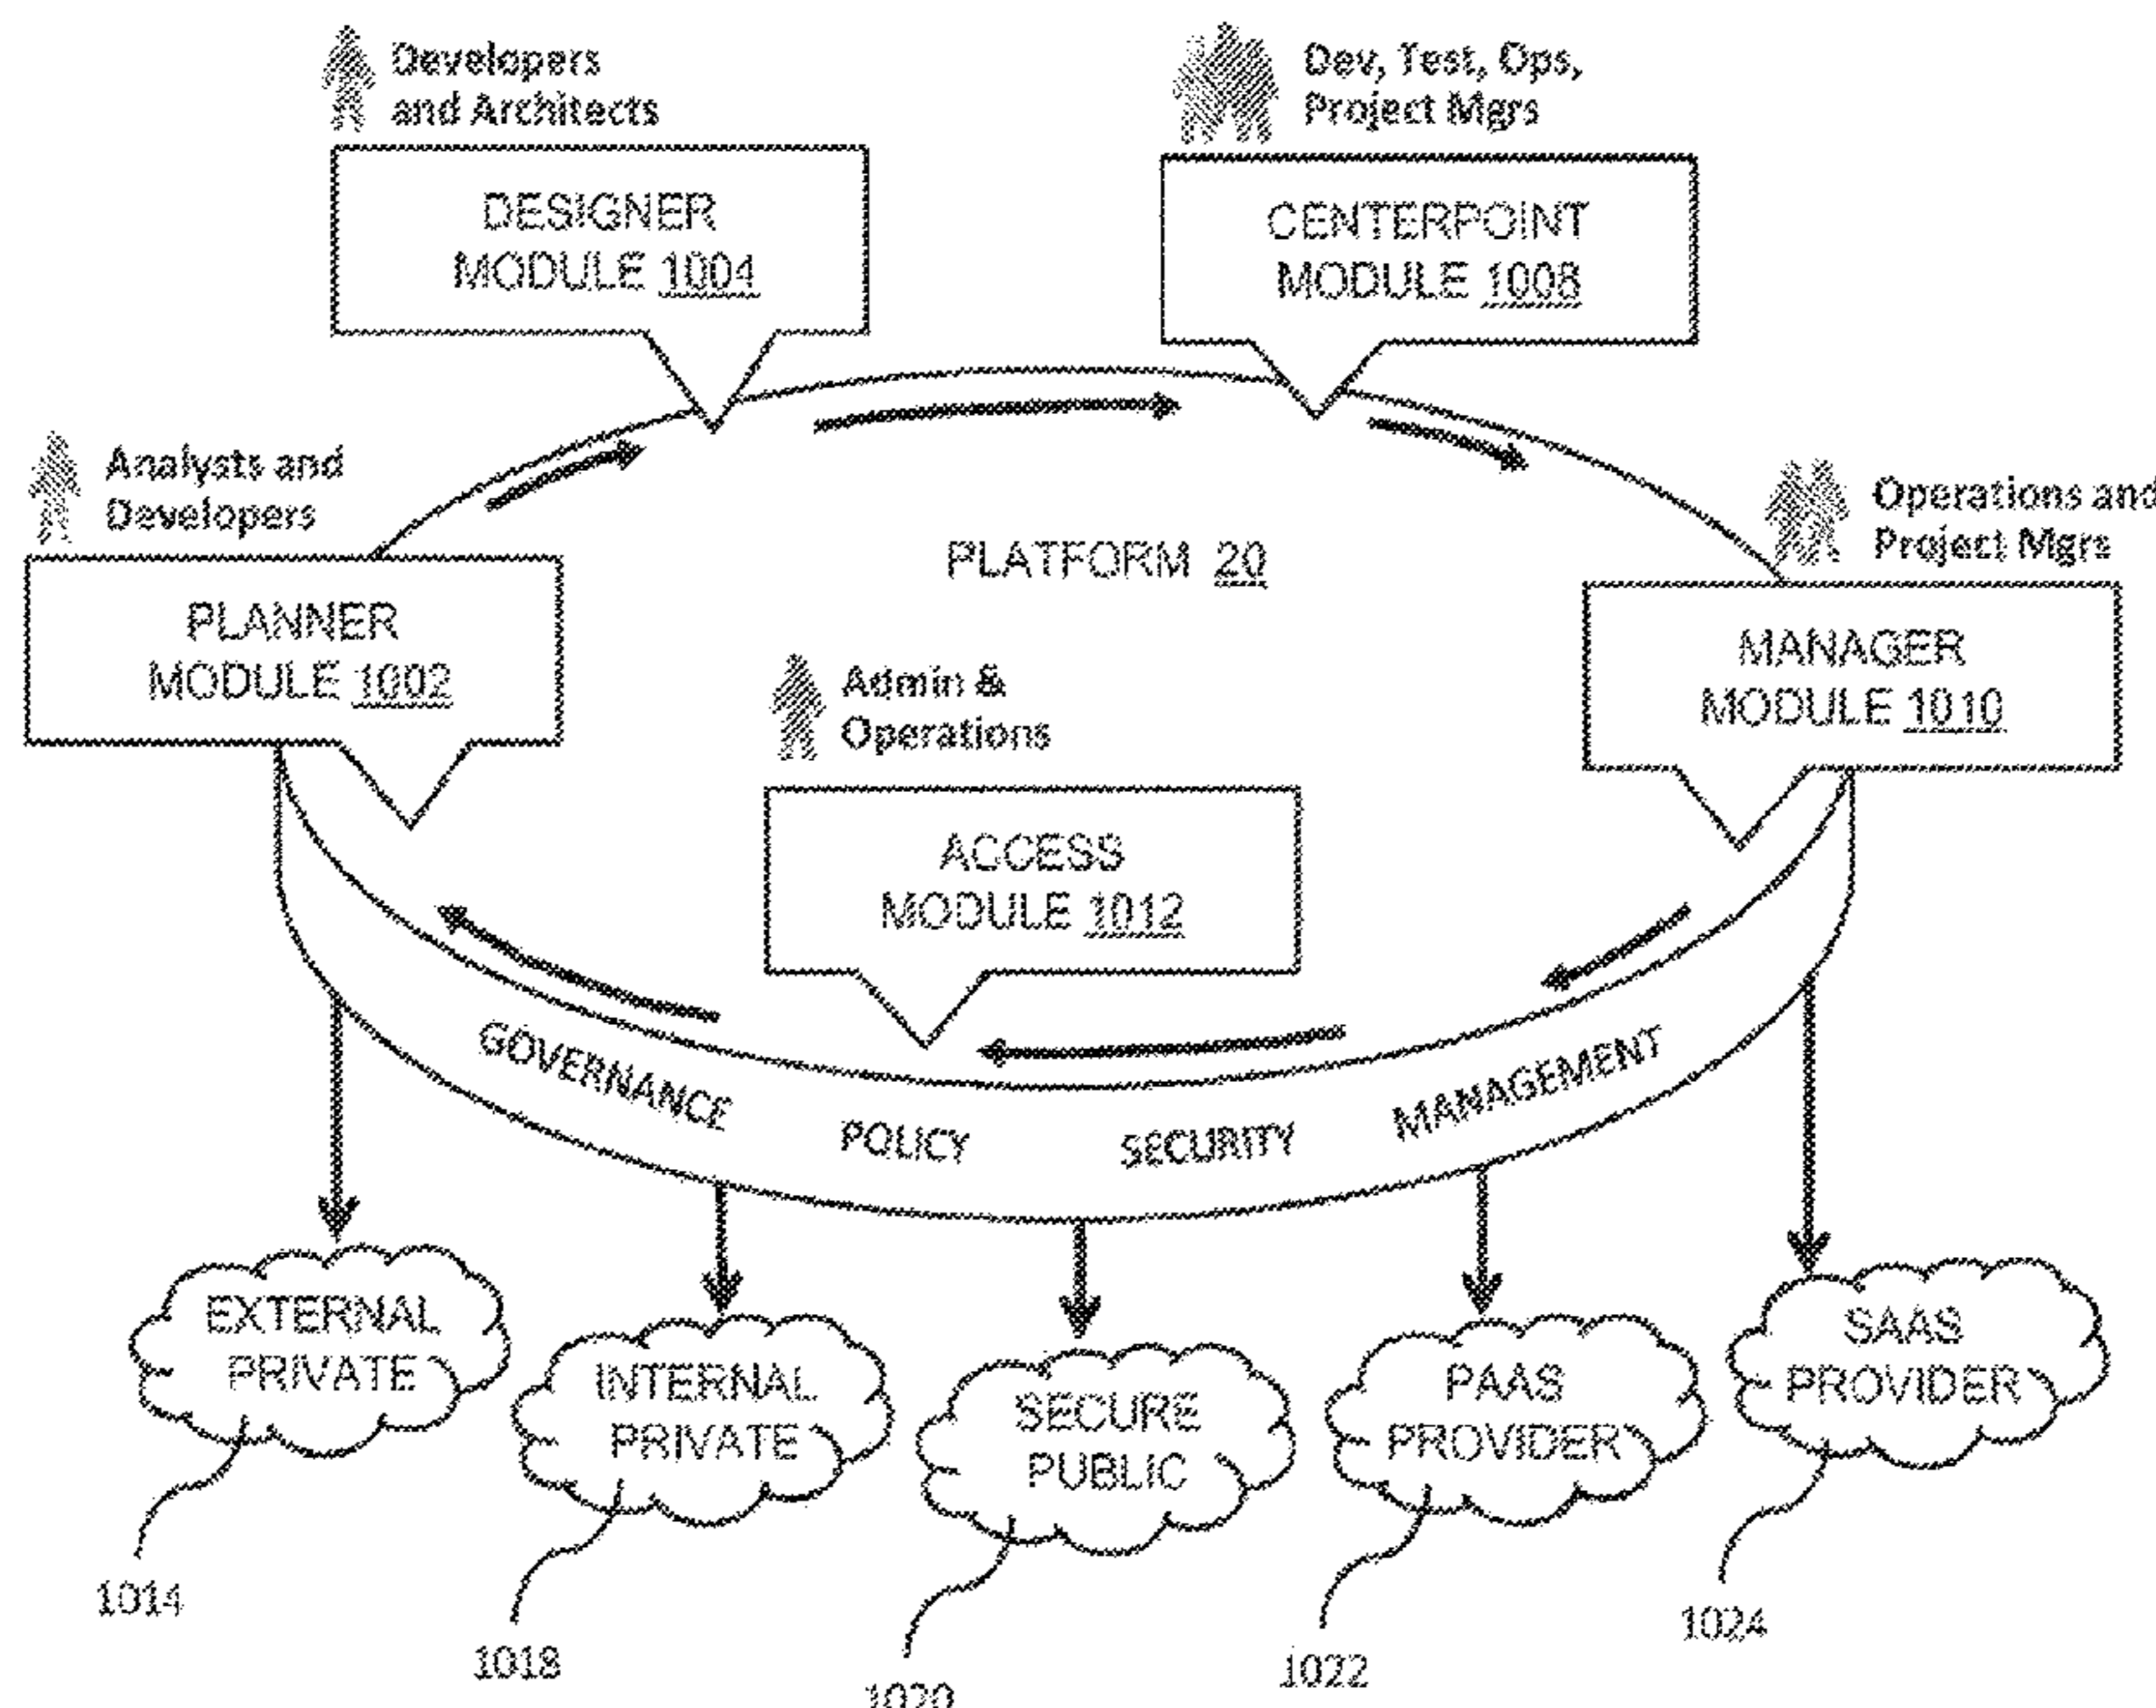 Developers
and Architects
DESIGNER
MODULE 1004
Dev, Test, Ops,
Project Mgrs
CENTERPOINT
MODULE 1008
Analysts and
Developers
PLANNER
MODULE 1002
PLATFORM 20
Operations and
Project Mgrs
MANAGER
MODULE 1010
Admin &
Operations
ACCESS
MODULE 1012
GOVERNANCE
POLICY
SECURITY
MANAGEMENT
EXTERNAL
PRIVATE
INTERNAL
PRIVATE
SECURE
PUBLIC
PAAS
PROVIDER
SAAS
PROVIDER
1014
1018
1020
1022
1024